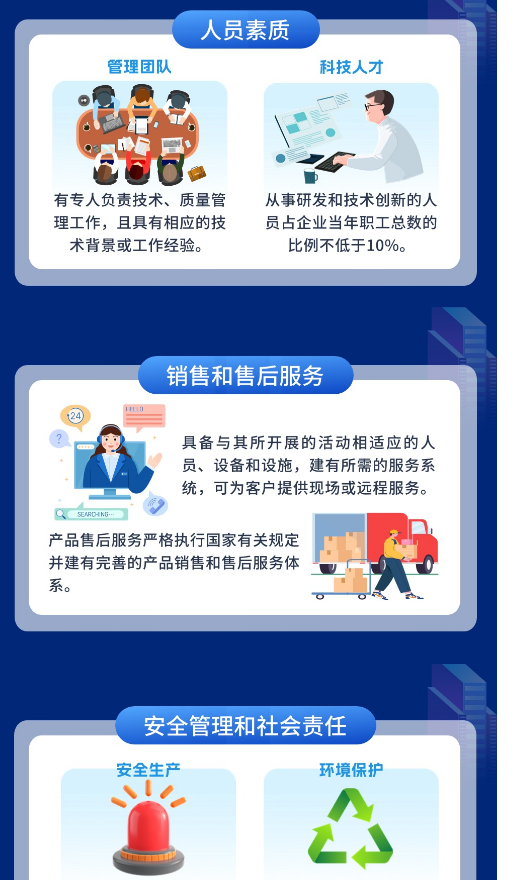 人员素质
管理团队
科技人才
有专人负责技术、质量管
理工作，且具有相应的技
术背景或工作经验。
从事研发和技术创新的人
员占企业当年职工总数的
比例不低于10%。
销售和售后服务
24
HELLO
?
SEARCHING···
具备与其所开展的活动相适应的人
员、设备和设施，建有所需的服务系
统，可为客户提供现场或远程服务。
产品售后服务严格执行国家有关规定
并建有完善的产品销售和售后服务体
系。
安全管理和社会责任
安全生产
环境保护